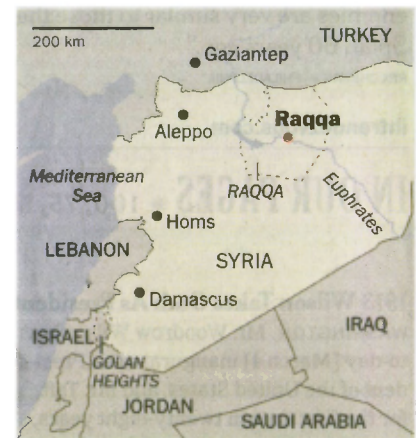 200 km
TURKEY
Gaziantep
Raqqa
Aleppo
Mediterranean
Sea
RAQQA
Euphrates
Homs
LEBANON
SYRIA
Damascus
ISRAEL
IRAQ
GOLAN
HEIGHTS
JORDAN
SAUDI ARABIA